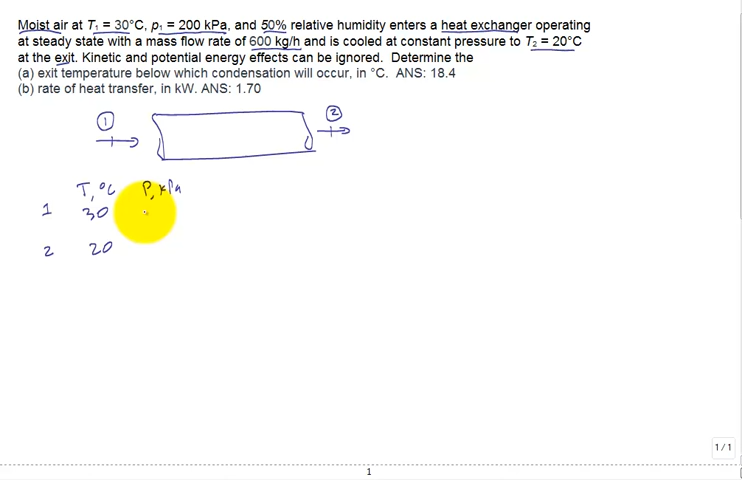 Moist air at T1 = 30°C, p1 = 200 kPa, and 50% relative humidity enters a heat exchanger operating
at steady state with a mass flow rate of 600 kg/h and is cooled at constant pressure to T2 = 20°C
at the exit. Kinetic and potential energy effects can be ignored. Determine the
(a) exit temperature below which condensation will occur, in °C. ANS: 18.4
(b) rate of heat transfer, in kW. ANS: 1.70
1 2
T, °C P, kPa
1 30
2 20
1 / 1
1